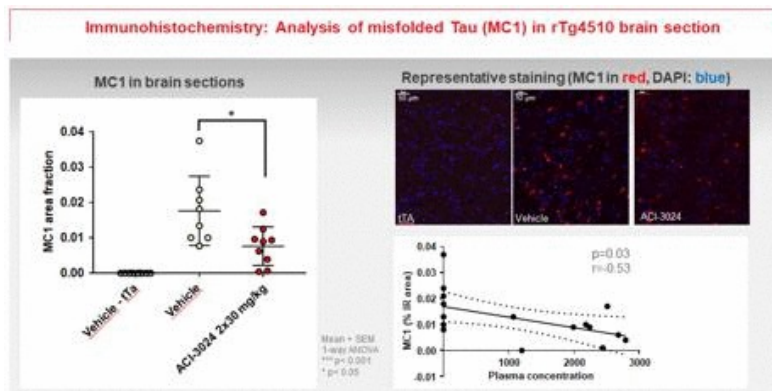 Immunohistochemistry: Analysis of misfolded Tau (MC1) in rTg4510 brain section
MC1 in brain sections
*
0.04
0.03
0.02
0.01
0.00
MC1 area fraction
Vehicle - tTa
Vehicle
ACI-3024 2x30 mg/kg
Mean + SEM
1-way ANOVA
*** p< 0.001
* p< 0.05
Representative staining (MC1 in red, DAPI: blue)
tTA
Vehicle
ACI-3024
p=0.03
r=-0.53
0.04
0.03
0.02
0.01
0.00
-0.01
MC1 (% IR area)
1000
2000
3000
Plasma concentration